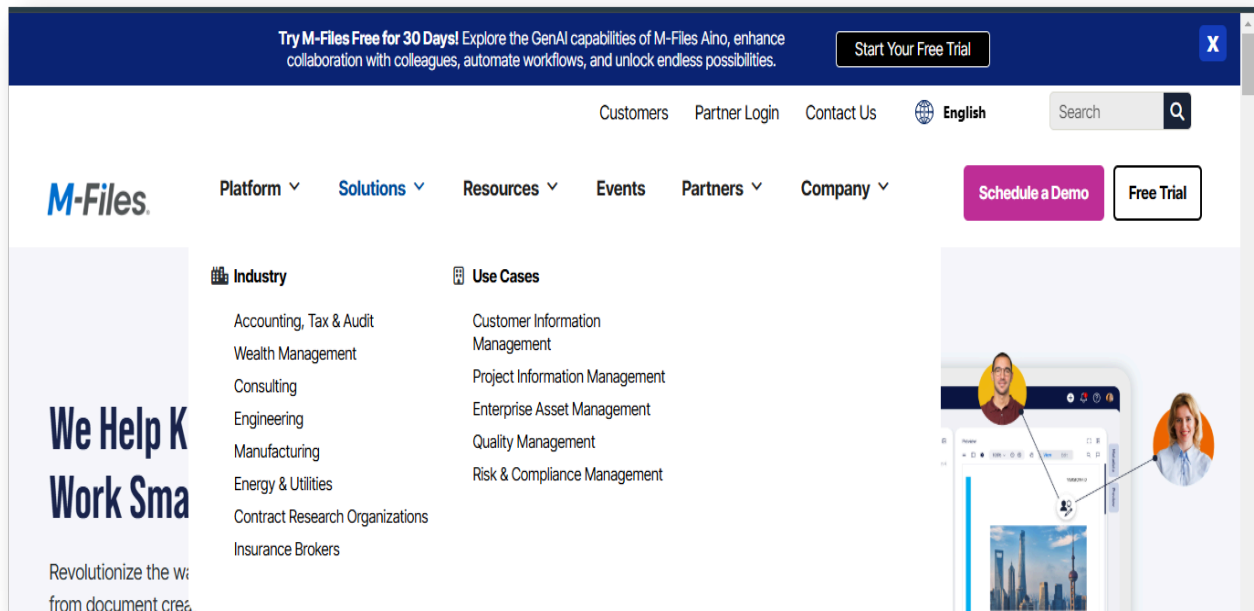 Try M-Files Free for 30 Days! Explore the GenAI capabilities of M-Files Aino, enhance
collaboration with colleagues, automate workflows, and unlock endless possibilities.
Start Your Free Trial
X
Customers
Partner Login
Contact Us
English
Search
M-Files
Platform
Solutions
Resources
Events
Partners
Company
Schedule a Demo
Free Trial
Industry
Accounting, Tax & Audit
Wealth Management
Consulting
Engineering
Manufacturing
Energy & Utilities
Contract Research Organizations
Insurance Brokers
Use Cases
Customer Information
Management
Project Information Management
Enterprise Asset Management
Quality Management
Risk & Compliance Management
We Help K
Work Sma
Revolutionize the wa
from document crea